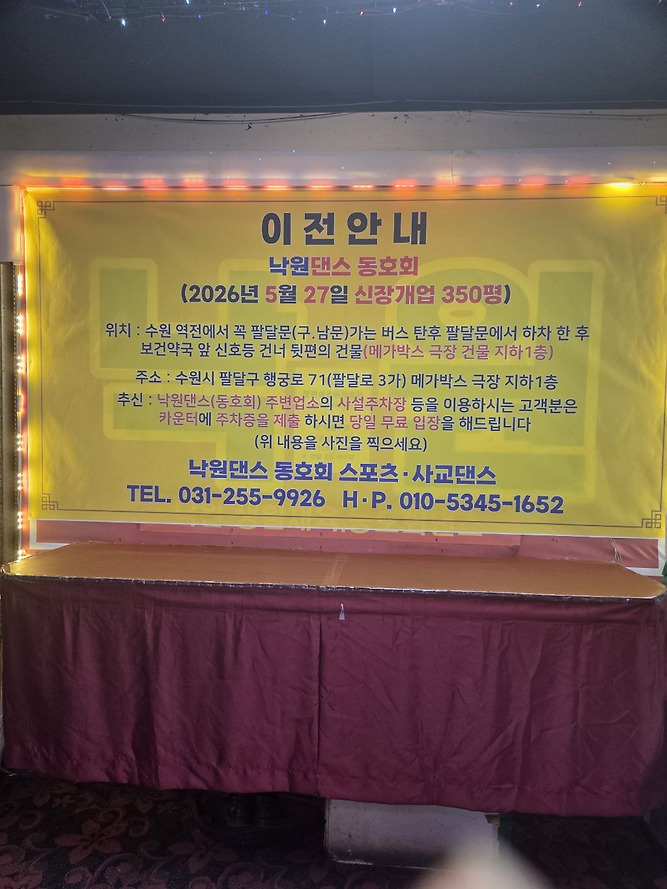 이전안내
낙원댄스 동호회
(2026년 5월 27일 신장개업 350평)
위치 : 수원 역전에서 꼭 팔달문(구.남문)가는 버스 탄후 팔달문에서 하차 한 후
보건약국 앞 신호등 건너 뒷편의 건물(메가박스 극장 건물 지하1층)
주소 : 수원시 팔달구 행궁로 71(팔달로 3가) 메가박스 극장 지하1층
추신 : 낙원댄스(동호회) 주변업소의 사설주차장 등을 이용하시는 고객분은
카운터에 주차증을 제출 하시면 당일 무료 입장을 해드립니다
(위 내용을 사진을 찍으세요)
낙원댄스 동호회 스포츠·사교댄스
TEL. 031-255-9926 H·P. 010-5345-1652